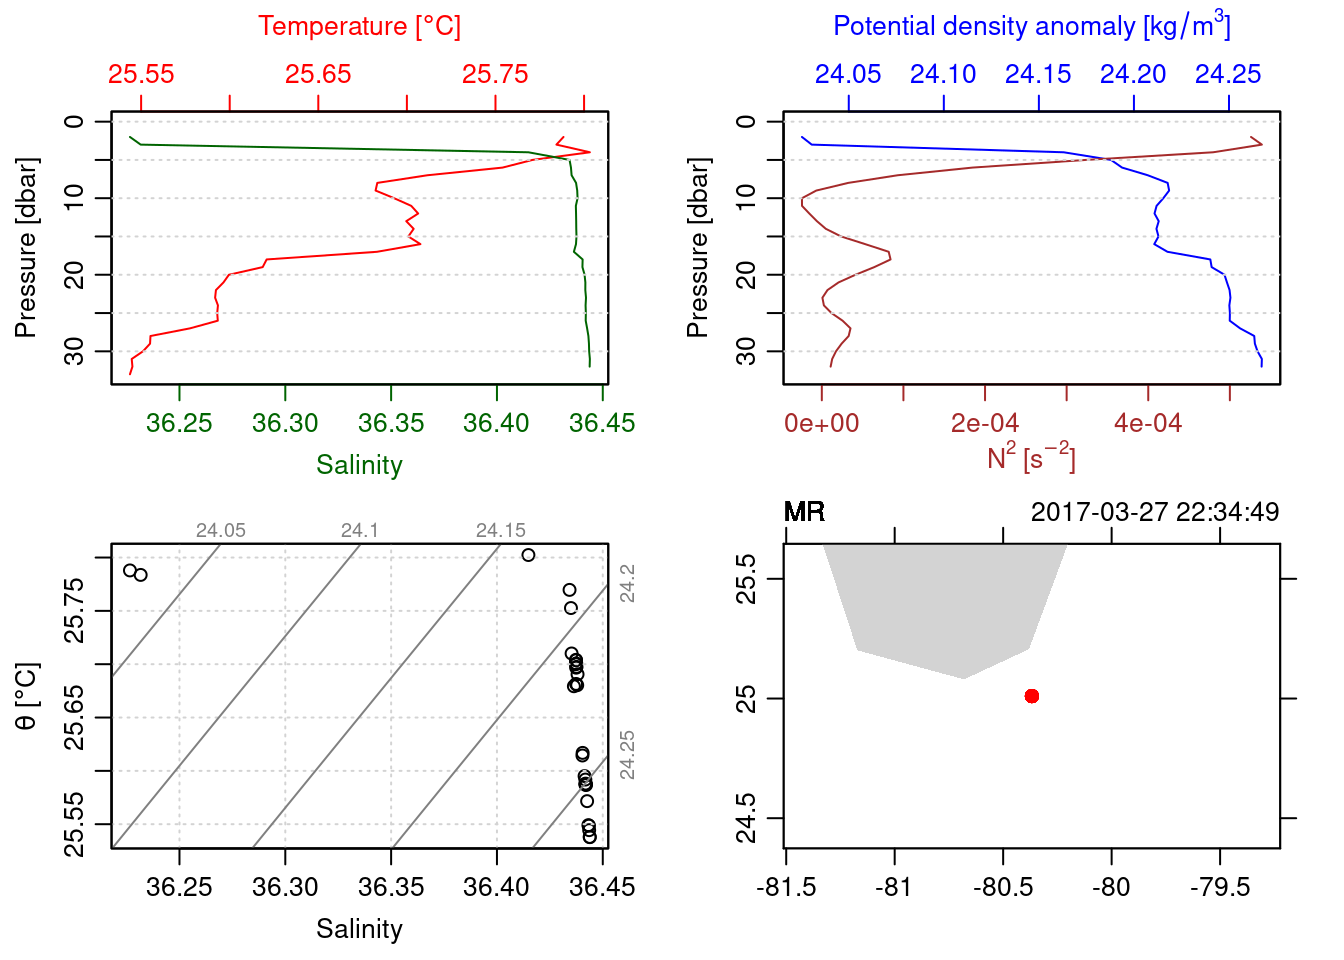 Temperature [°C]
25.55 25.65 25.75
Pressure [dbar]
0 10 20 30
36.25 36.30 36.35 36.40 36.45
Salinity
Potential density anomaly [kg/m³]
24.05 24.10 24.15 24.20 24.25
Pressure [dbar]
0 10 20 30
0e+00 2e-04 4e-04
N² [s⁻²]
24.05 24.1 24.15
24.2
24.25
θ [°C]
25.55 25.65 25.75
36.25 36.30 36.35 36.40 36.45
Salinity
MR 2017-03-27 22:34:49
25.5
25
24.5
-81.5 -81 -80.5 -80 -79.5